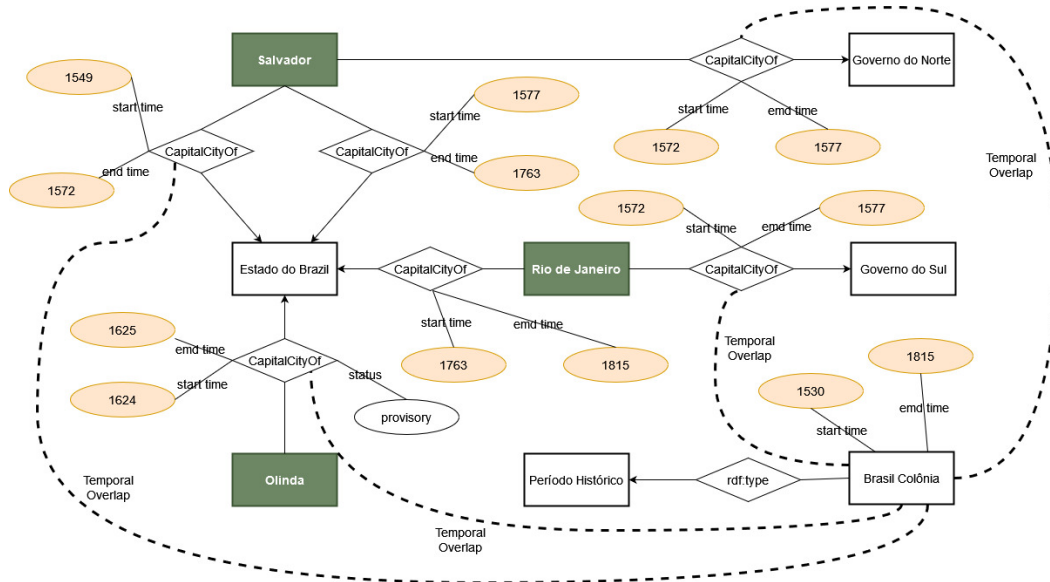 Salvador
CapitalCityOf
Governo do Norte
1549
start time
CapitalCityOf
end time
1572
CapitalCityOf
1577
start time
end time
1763
start time
1572
emd time
1577
Temporal
Overlap
1572
start time
1577
emd time
Estado do Brazil
CapitalCityOf
Rio de Janeiro
CapitalCityOf
Governo do Sul
start time
1763
emd time
1815
1625
emd time
CapitalCityOf
start time
1624
status
provisory
Temporal
Overlap
1815
emd time
1530
start time
Temporal
Overlap
Olinda
Período Histórico
rdf:type
Brasil Colônia
Temporal
Overlap